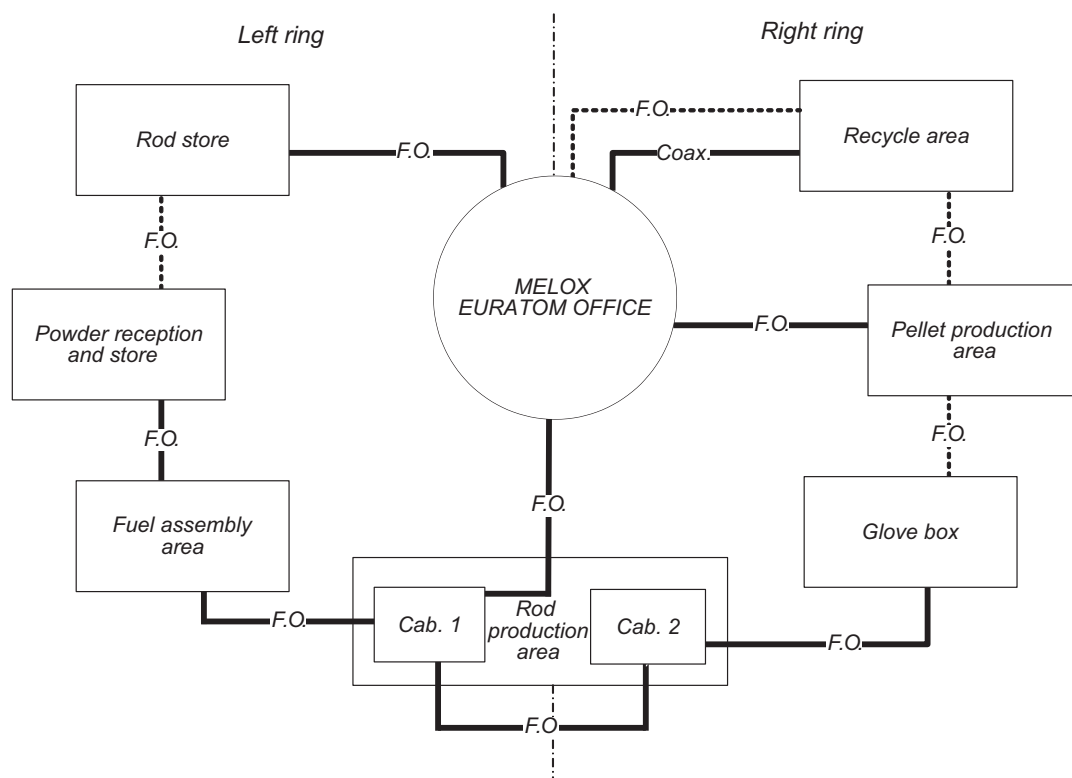 Left ring
Right ring
Rod store
F.O.
F.O.
Coax.
Recycle area
F.O.
F.O.
MELOX
EURATOM OFFICE
Powder reception
and store
F.O.
Pellet production
area
F.O.
F.O.
F.O.
Fuel assembly
area
Glove box
F.O.
Cab. 1
Rod
production
area
Cab. 2
F.O.
F.O.
F.O